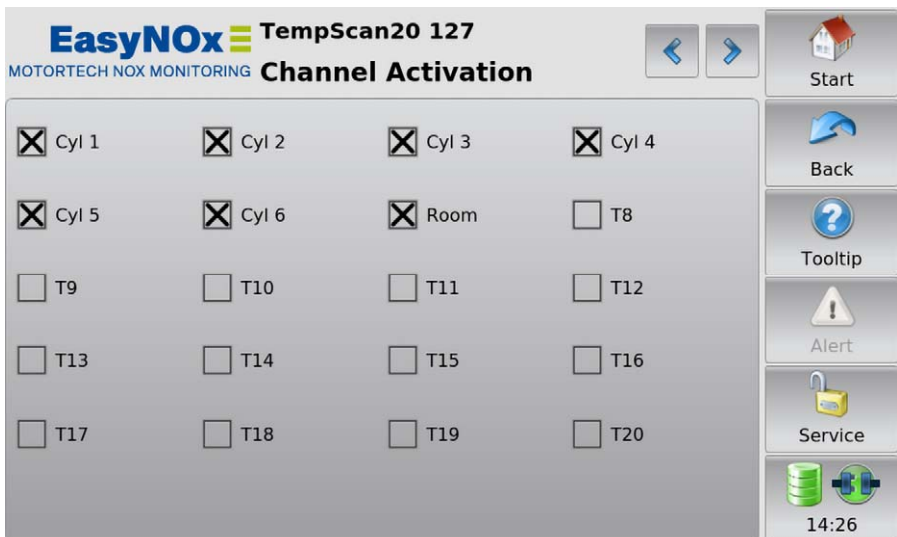 EasyNOx TempScan20 127
MOTORTECH NOX MONITORING Channel Activation
Start
Cyl 1 Cyl 2 Cyl 3 Cyl 4
Back
Cyl 5 Cyl 6 Room T8
Tooltip
T9 T10 T11 T12
Alert
T13 T14 T15 T16
T17 T18 T19 T20
Service
14:26